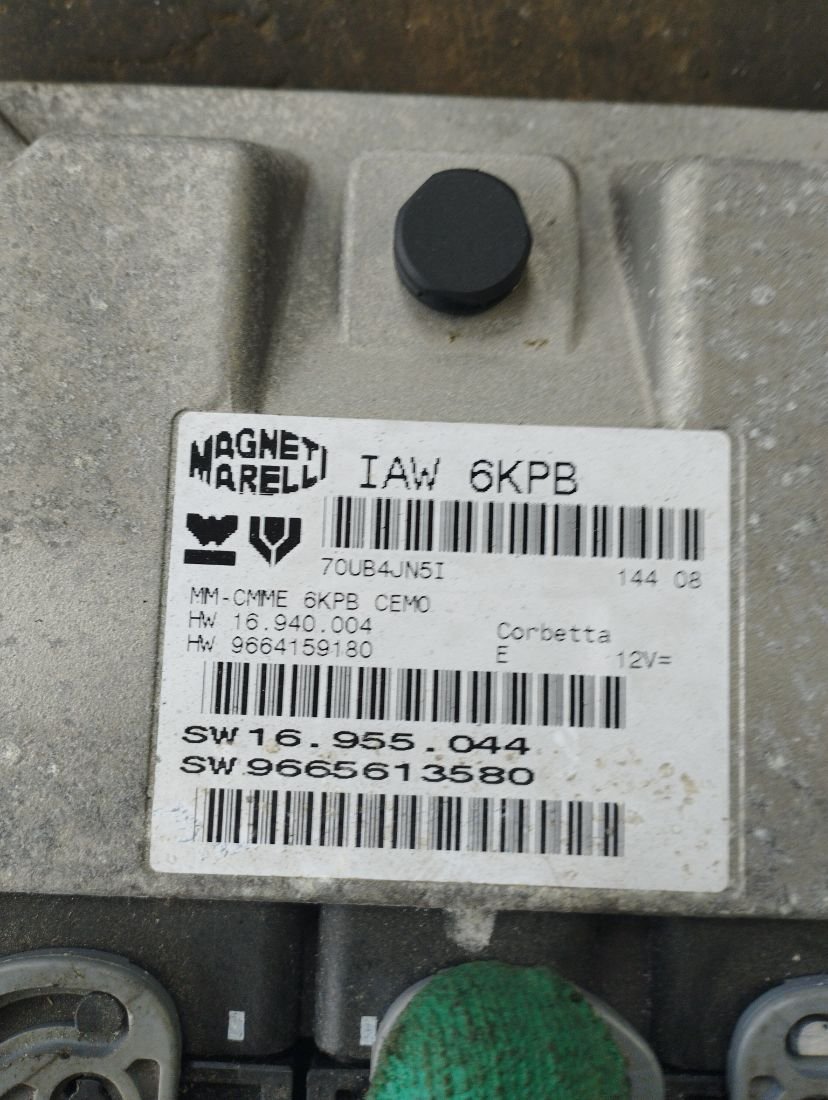 MAGNETI
MARELLI
IAW 6KPB
70UB4JN5I 144 08
MM-CMME 6KPB CEM0
HW 16.940.004
HW 9664159180
Corbetta
E 12V=
SW 16.955.044
SW 9665613580